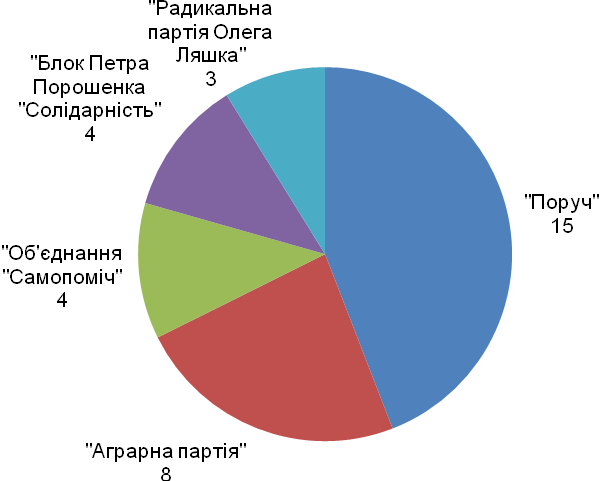 "Радикальна
партія Олега
Ляшка"
3
"Блок Петра
Порошенка
"Солідарність"
4
"Поруч"
15
"Об'єднання
"Самопоміч"
4
"Аграрна партія"
8